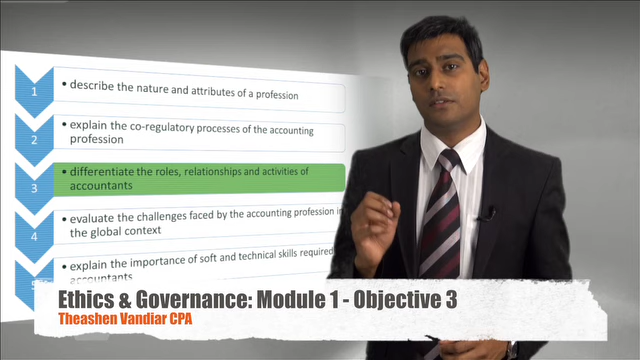 1
• describe the nature and attributes of a profession
2
• explain the co-regulatory processes of the accounting
profession
3
• differentiate the roles, relationships and activities of
accountants
4
• evaluate the challenges faced by the accounting profession in
the global context
5
• explain the importance of soft and technical skills required
accountants
Ethics & Governance: Module 1 - Objective 3
Theashen Vandiar CPA